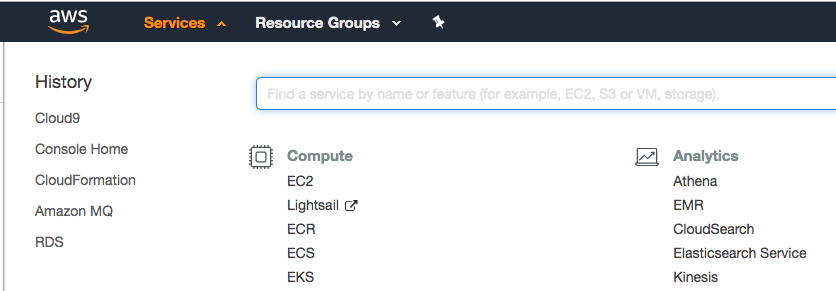 aws
Services
Resource Groups
History
Cloud9
Console Home
CloudFormation
Amazon MQ
RDS
Find a service by name or feature (for example, EC2, S3 or VM, storage).
Compute
EC2
Lightsail
ECR
ECS
EKS
Analytics
Athena
EMR
CloudSearch
Elasticsearch Service
Kinesis